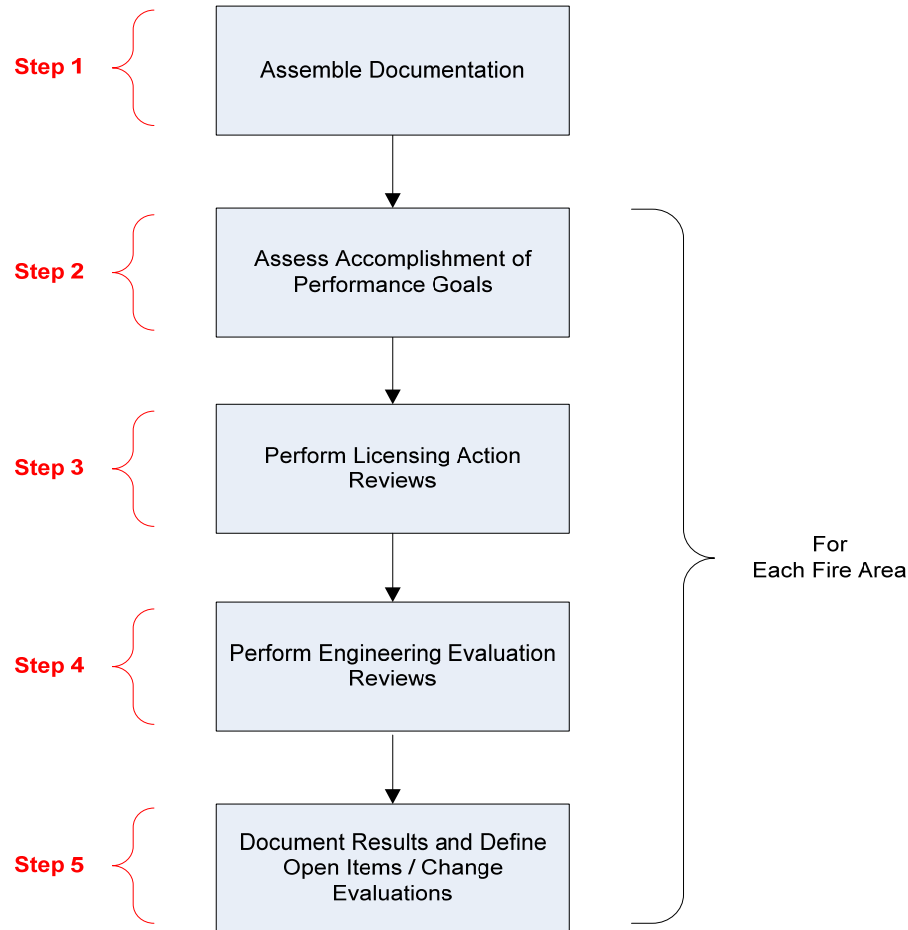 Step 1
Assemble Documentation
Step 2
Assess Accomplishment of
Performance Goals
Step 3
Perform Licensing Action
Reviews
For
Each Fire Area
Step 4
Perform Engineering Evaluation
Reviews
Step 5
Document Results and Define
Open Items / Change
Evaluations